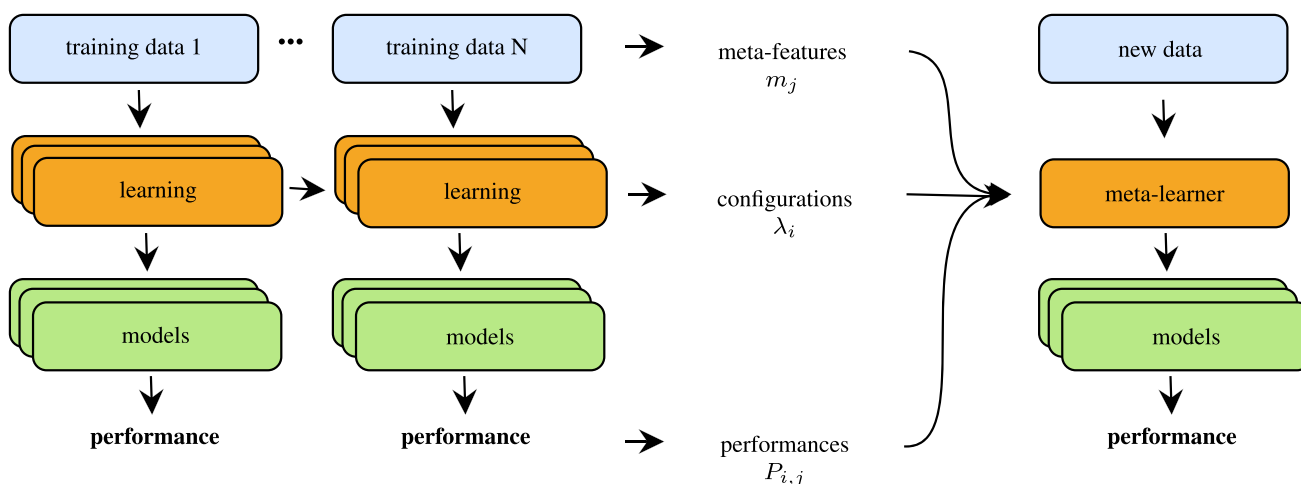 training data 1
...
training data N
meta-features
m_j
new data
learning
learning
configurations
λ_i
meta-learner
models
models
models
performance
performance
performances
P_{i,j}
performance